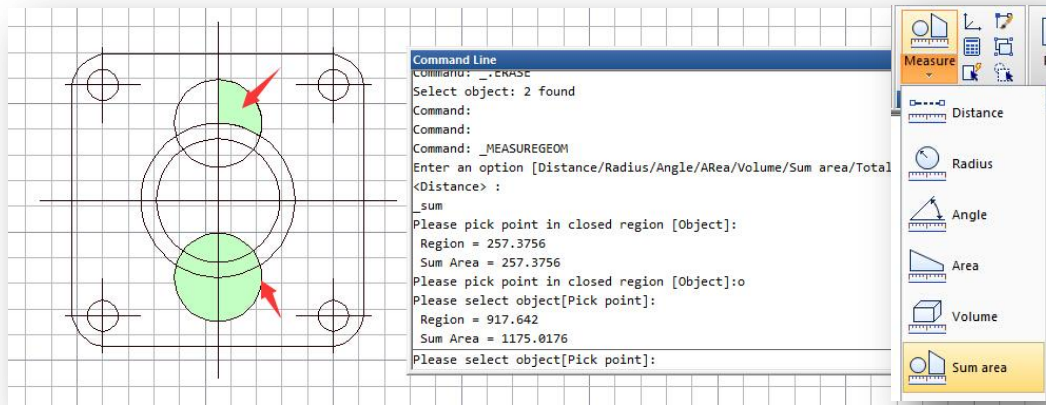 Command Line
Command: _.ERASE
Select object: 2 found
Command:
Command:
Command: _MEASUREGEOM
Enter an option [Distance/Radius/Angle/ARea/Volume/Sum area/Total
<Distance> :
_sum
Please pick point in closed region [Object]:
Region = 257.3756
Sum Area = 257.3756
Please pick point in closed region [Object]:o
Please select object[Pick point]:
Region = 917.642
Sum Area = 1175.0176
Please select object[Pick point]:
Measure
Distance
Radius
Angle
Area
Volume
Sum area